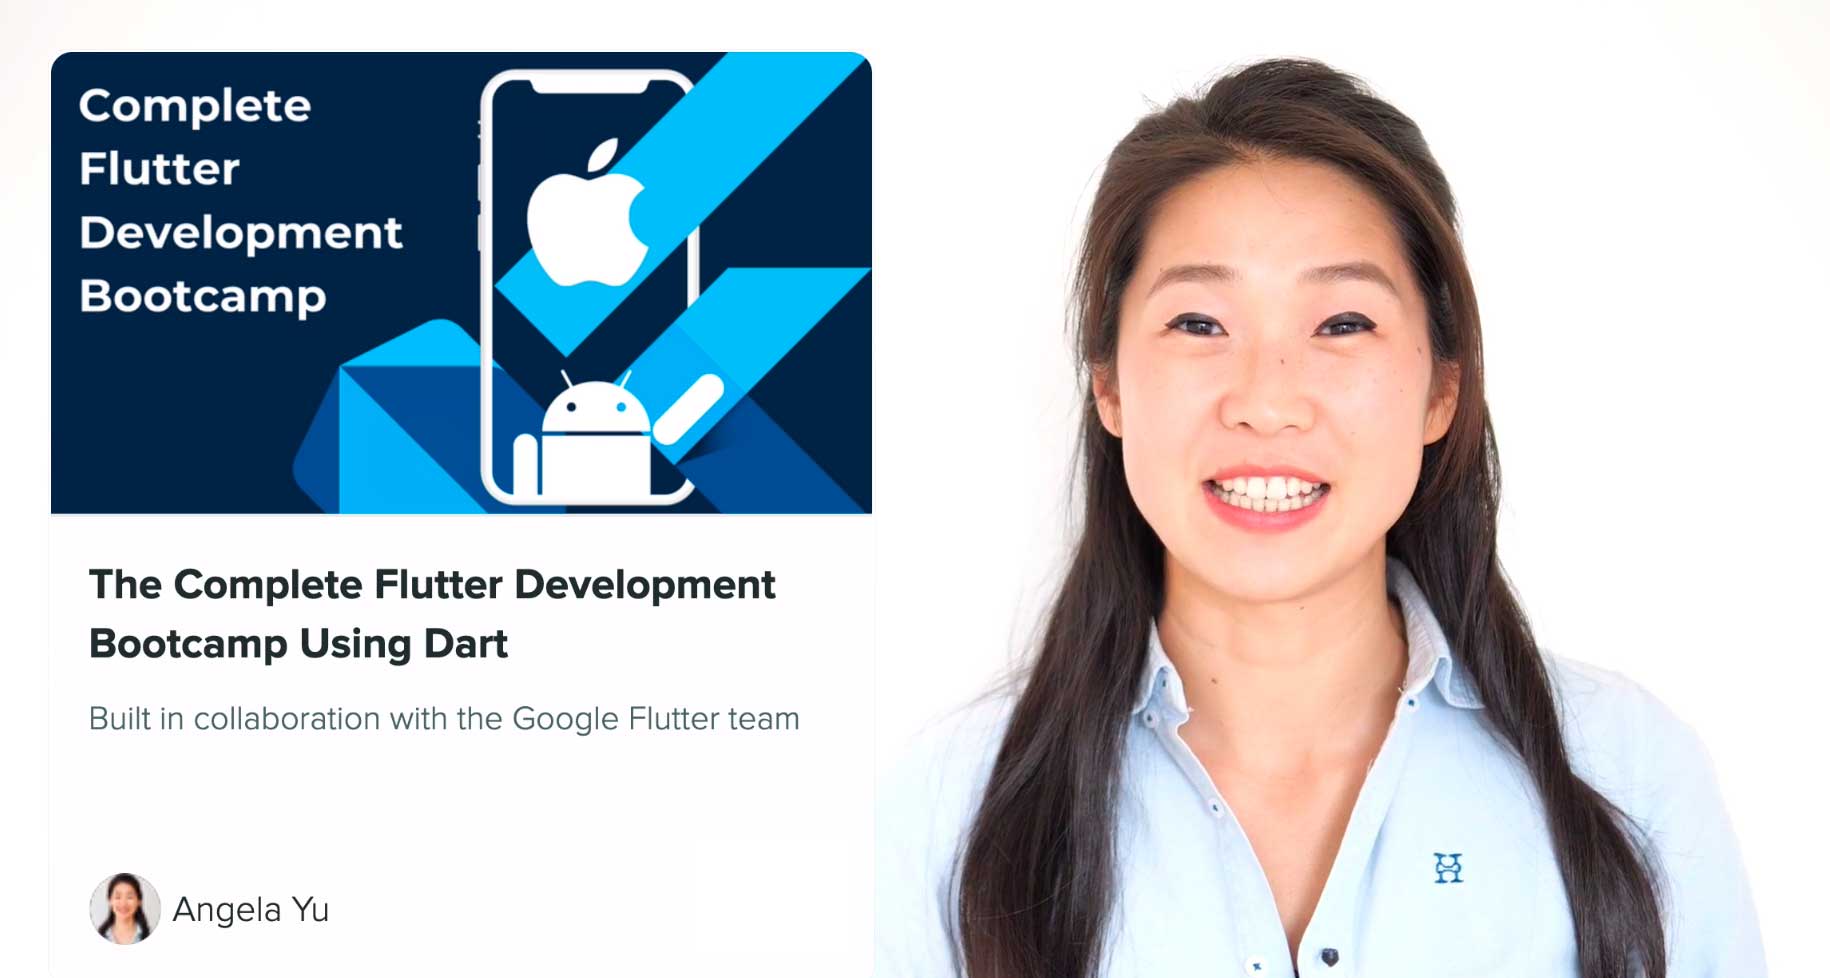 Complete
Flutter
Development
Bootcamp
The Complete Flutter Development
Bootcamp Using Dart
Built in collaboration with the Google Flutter team
Angela Yu